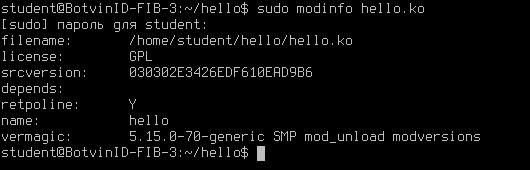 student@BotvinID-FIB-3:~/hello$ sudo modinfo hello.ko
[sudo] пароль для student:
filename: /home/student/hello/hello.ko
license: GPL
srcversion: 030302E3426EDF610EAD9B6
depends:
retpoline: Y
name: hello
vermagic: 5.15.0-70-generic SMP mod_unload modversions
student@BotvinID-FIB-3:~/hello$